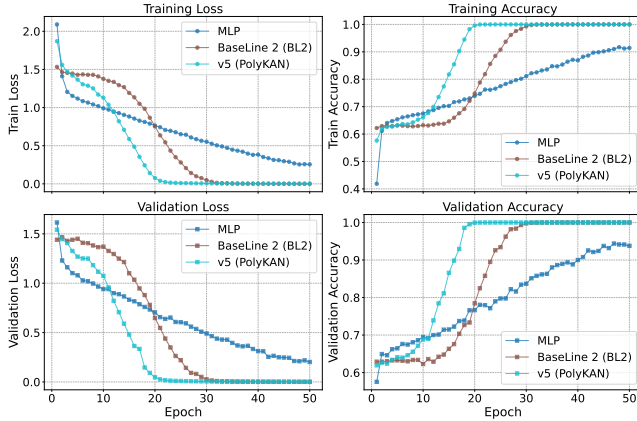 Training Loss
Train Loss
2.0
1.5
1.0
0.5
0.0
MLP
BaseLine 2 (BL2)
v5 (PolyKAN)
Training Accuracy
Train Accuracy
1.0
0.9
0.8
0.7
0.6
0.5
0.4
MLP
BaseLine 2 (BL2)
v5 (PolyKAN)
Validation Loss
Validation Loss
1.5
1.0
0.5
0.0
MLP
BaseLine 2 (BL2)
v5 (PolyKAN)
0 10 20 30 40 50
Epoch
Validation Accuracy
Validation Accuracy
1.0
0.9
0.8
0.7
0.6
MLP
BaseLine 2 (BL2)
v5 (PolyKAN)
0 10 20 30 40 50
Epoch